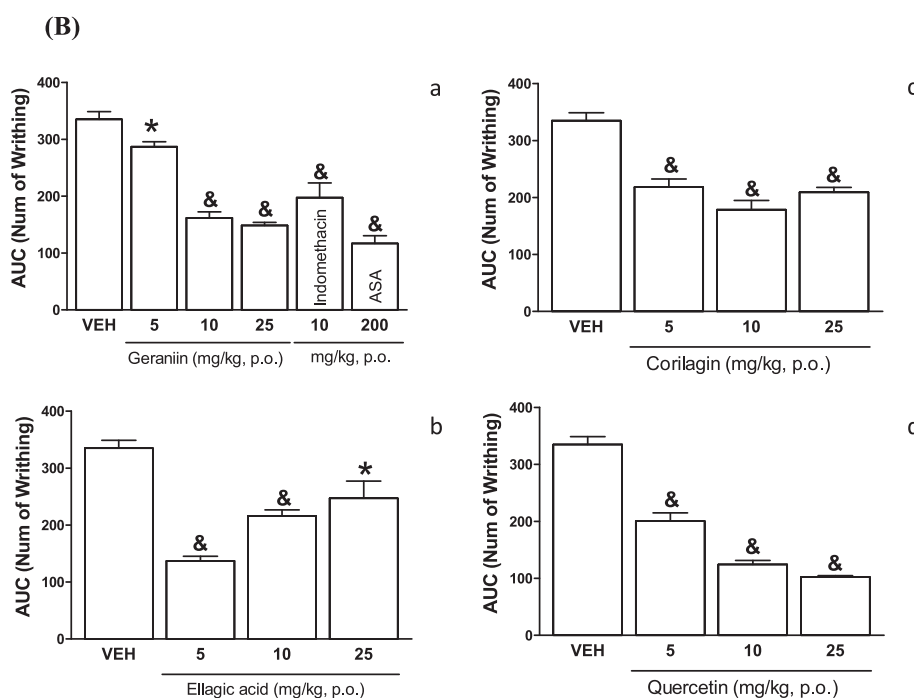 (B)
a
AUC (Num of Writhing)
400
300
200
100
0
*
&
&
&
&
Indomethacin
ASA
VEH 5 10 25 10 200
Geraniin (mg/kg, p.o.) mg/kg, p.o.
AUC (Num of Writhing)
400
300
200
100
0
&
&
&
VEH 5 10 25
Corilagin (mg/kg, p.o.)
b
AUC (Num of Writhing)
400
300
200
100
0
&
&
*
VEH 5 10 25
Ellagic acid (mg/kg, p.o.)
AUC (Num of Writhing)
400
300
200
100
0
&
&
&
VEH 5 10 25
Quercetin (mg/kg, p.o.)